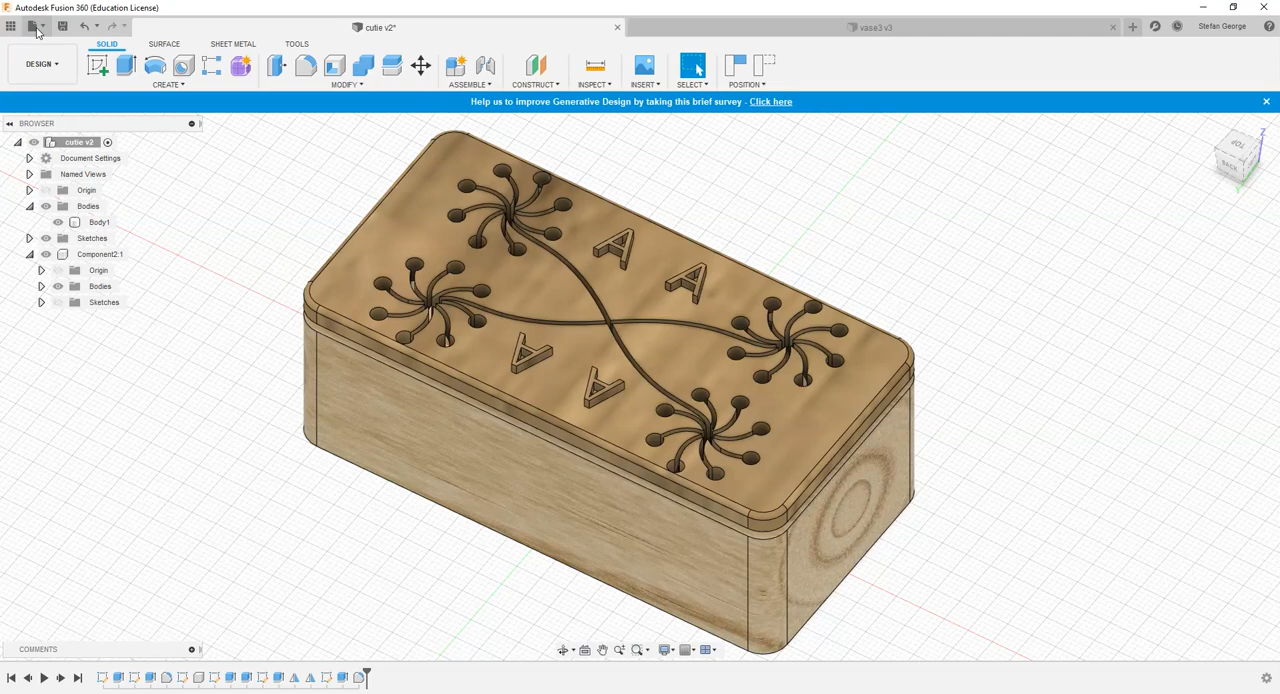 Autodesk Fusion 360 (Education License)
cutie v2*
vase3 v3
Stefan George
SOLID
SURFACE
SHEET METAL
TOOLS
DESIGN
CREATE
MODIFY
ASSEMBLE
CONSTRUCT
INSPECT
INSERT
SELECT
POSITION
Help us to improve Generative Design by taking this brief survey - Click here
BROWSER
cutie v2
Document Settings
Named Views
Origin
Bodies
Body1
Sketches
Component2:1
Origin
Bodies
Sketches
A A
A A
TOP
BACK
Z
Y
COMMENTS